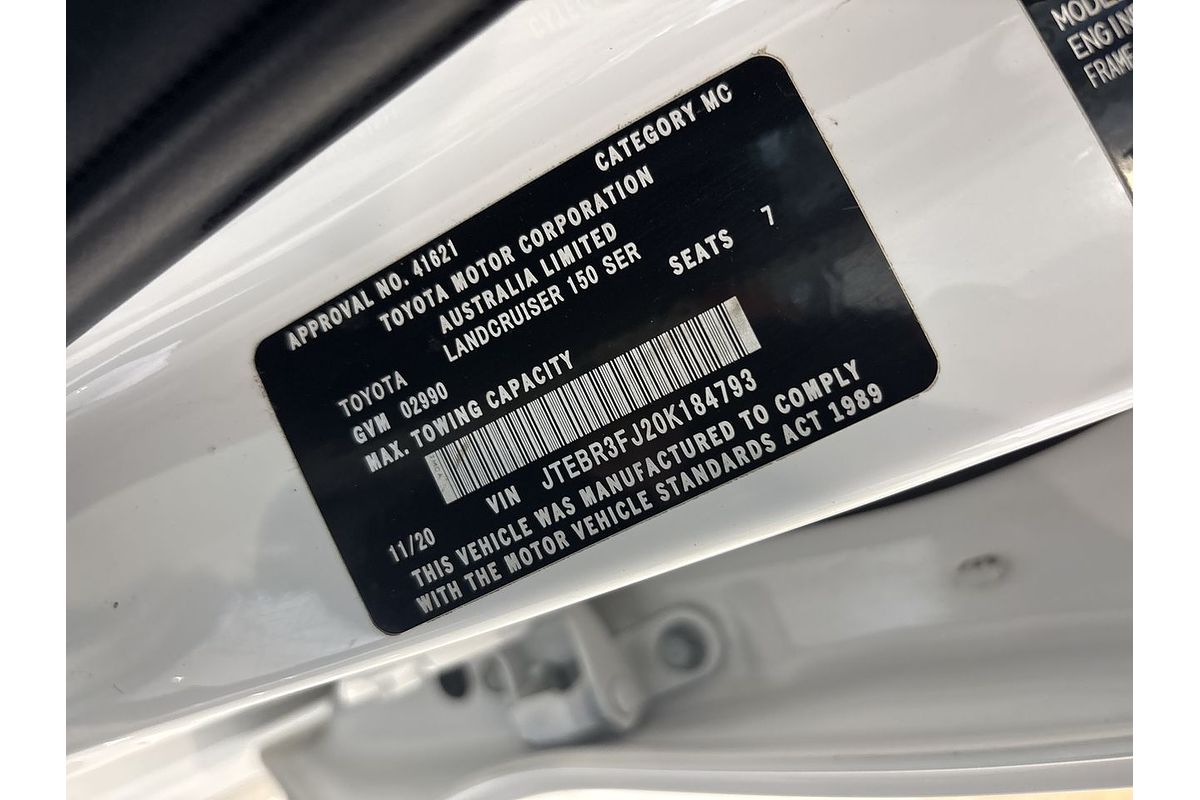 APPROVAL NO. 41621 CATEGORY MC
TOYOTA MOTOR CORPORATION
AUSTRALIA LIMITED
TOYOTA LANDCRUISER 150 SER
GVM 02990 SEATS 7
MAX. TOWING CAPACITY
11/20 VIN JTEBR3FJ20K184793
THIS VEHICLE WAS MANUFACTURED TO COMPLY
WITH THE MOTOR VEHICLE STANDARDS ACT 1989
MODEL
ENGINE
FRAME